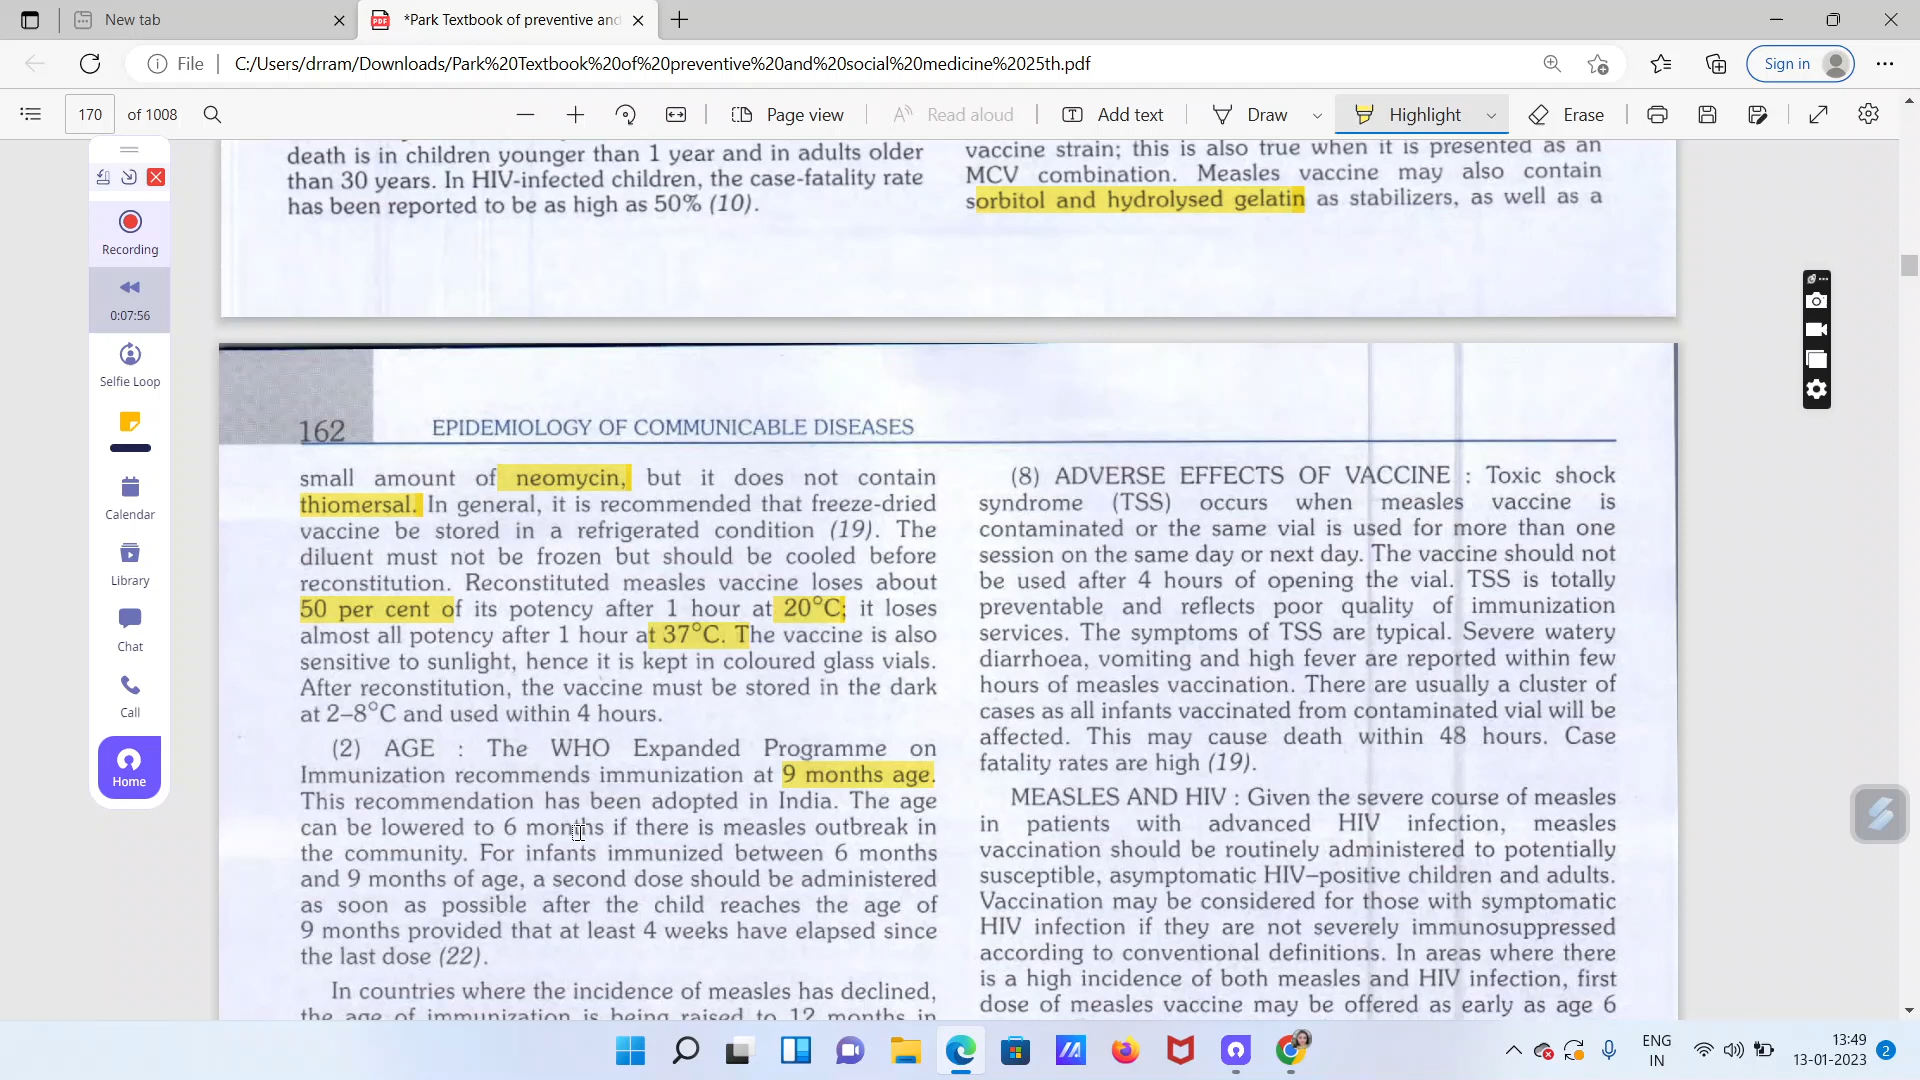 New tab
*Park Textbook of preventive and
File
C:/Users/drram/Downloads/Park%20Textbook%20of%20preventive%20and%20social%20medicine%2025th.pdf
Sign in
170
of 1008
Page view
Read aloud
Add text
Draw
Highlight
Erase
Recording
0:07:56
Selfie Loop
Calendar
Library
Chat
Call
Home
death is in children younger than 1 year and in adults older
than 30 years. In HIV-infected children, the case-fatality rate
has been reported to be as high as 50% (10).
vaccine strain; this is also true when it is presented as an
MCV combination. Measles vaccine may also contain
sorbitol and hydrolysed gelatin as stabilizers, as well as a
162
EPIDEMIOLOGY OF COMMUNICABLE DISEASES
small amount of neomycin, but it does not contain
thiomersal. In general, it is recommended that freeze-dried
vaccine be stored in a refrigerated condition (19). The
diluent must not be frozen but should be cooled before
reconstitution. Reconstituted measles vaccine loses about
50 per cent of its potency after 1 hour at 20°C; it loses
almost all potency after 1 hour at 37°C. The vaccine is also
sensitive to sunlight, hence it is kept in coloured glass vials.
After reconstitution, the vaccine must be stored in the dark
at 2–8°C and used within 4 hours.
(2) AGE : The WHO Expanded Programme on
Immunization recommends immunization at 9 months age.
This recommendation has been adopted in India. The age
can be lowered to 6 months if there is measles outbreak in
the community. For infants immunized between 6 months
and 9 months of age, a second dose should be administered
as soon as possible after the child reaches the age of
9 months provided that at least 4 weeks have elapsed since
the last dose (22).
In countries where the incidence of measles has declined,
the age of immunization is being raised to 12 months in
(8) ADVERSE EFFECTS OF VACCINE : Toxic shock
syndrome (TSS) occurs when measles vaccine is
contaminated or the same vial is used for more than one
session on the same day or next day. The vaccine should not
be used after 4 hours of opening the vial. TSS is totally
preventable and reflects poor quality of immunization
services. The symptoms of TSS are typical. Severe watery
diarrhoea, vomiting and high fever are reported within few
hours of measles vaccination. There are usually a cluster of
cases as all infants vaccinated from contaminated vial will be
affected. This may cause death within 48 hours. Case
fatality rates are high (19).
MEASLES AND HIV : Given the severe course of measles
in patients with advanced HIV infection, measles
vaccination should be routinely administered to potentially
susceptible, asymptomatic HIV–positive children and adults.
Vaccination may be considered for those with symptomatic
HIV infection if they are not severely immunosuppressed
according to conventional definitions. In areas where there
is a high incidence of both measles and HIV infection, first
dose of measles vaccine may be offered as early as age 6
ENG
IN
13:49
13-01-2023
2